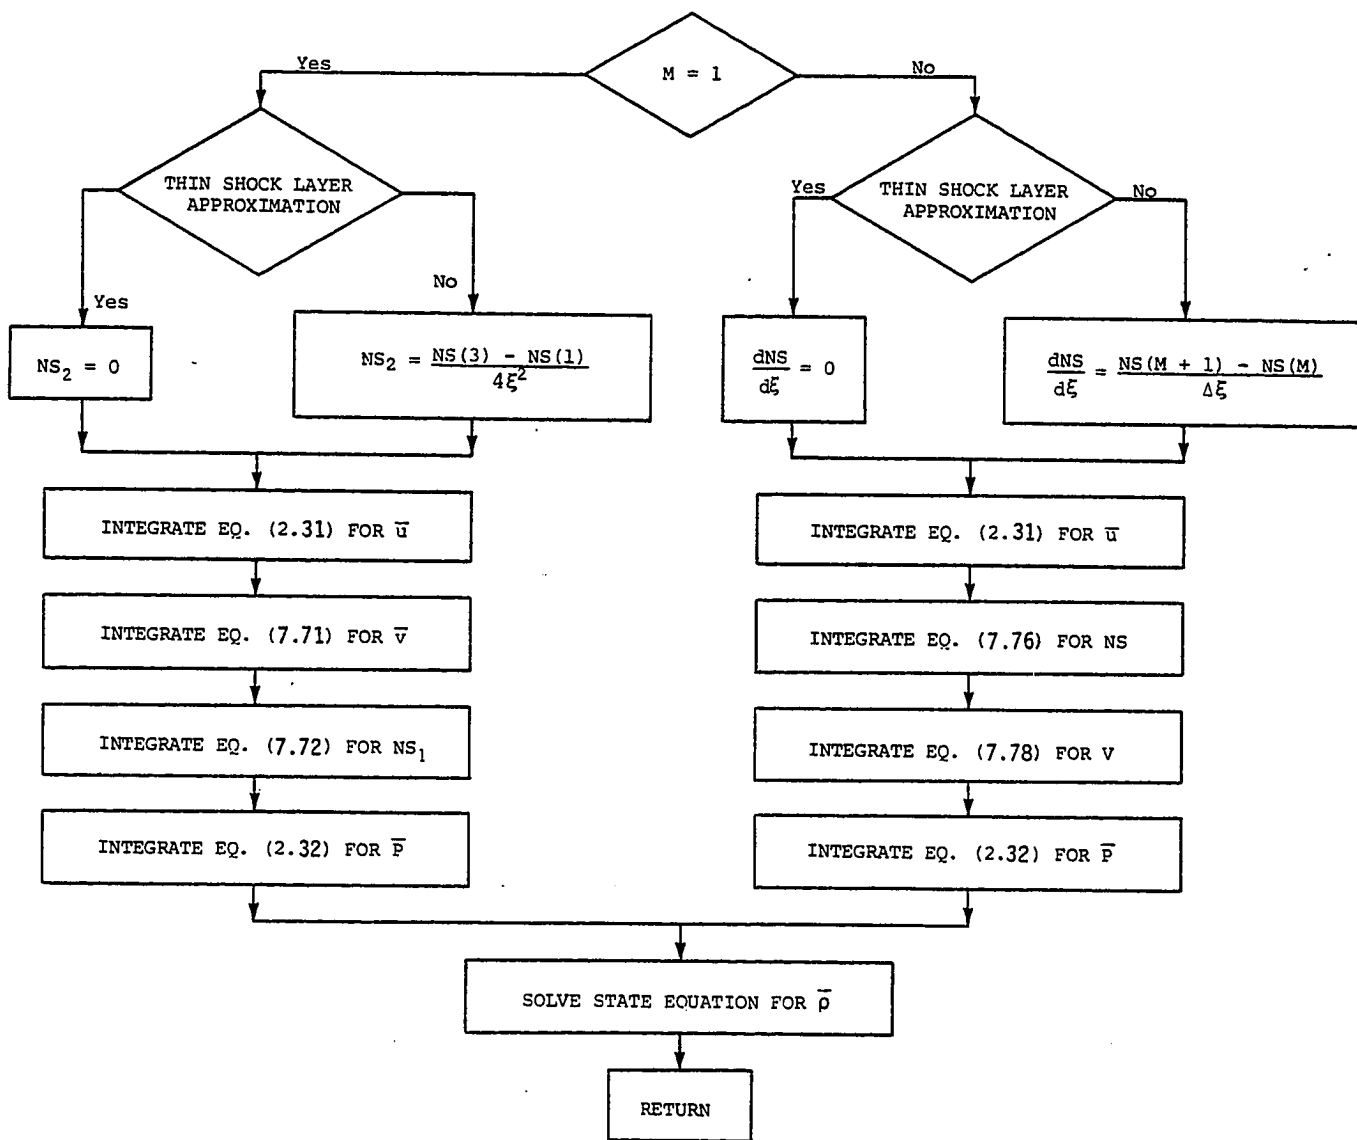 M = 1
Yes
No
THIN SHOCK LAYER
APPROXIMATION
THIN SHOCK LAYER
APPROXIMATION
Yes
No
Yes
No
NS₂ = 0
NS₂ = NS(3) - NS(1) / 4ξ²
dNS/dξ = 0
dNS/dξ = NS(M + 1) - NS(M) / Δξ
INTEGRATE EQ. (2.31) FOR u̅
INTEGRATE EQ. (7.71) FOR v̅
INTEGRATE EQ. (7.72) FOR NS₁
INTEGRATE EQ. (2.32) FOR P̅
INTEGRATE EQ. (2.31) FOR u̅
INTEGRATE EQ. (7.76) FOR NS
INTEGRATE EQ. (7.78) FOR V
INTEGRATE EQ. (2.32) FOR P̅
SOLVE STATE EQUATION FOR ρ̅
RETURN